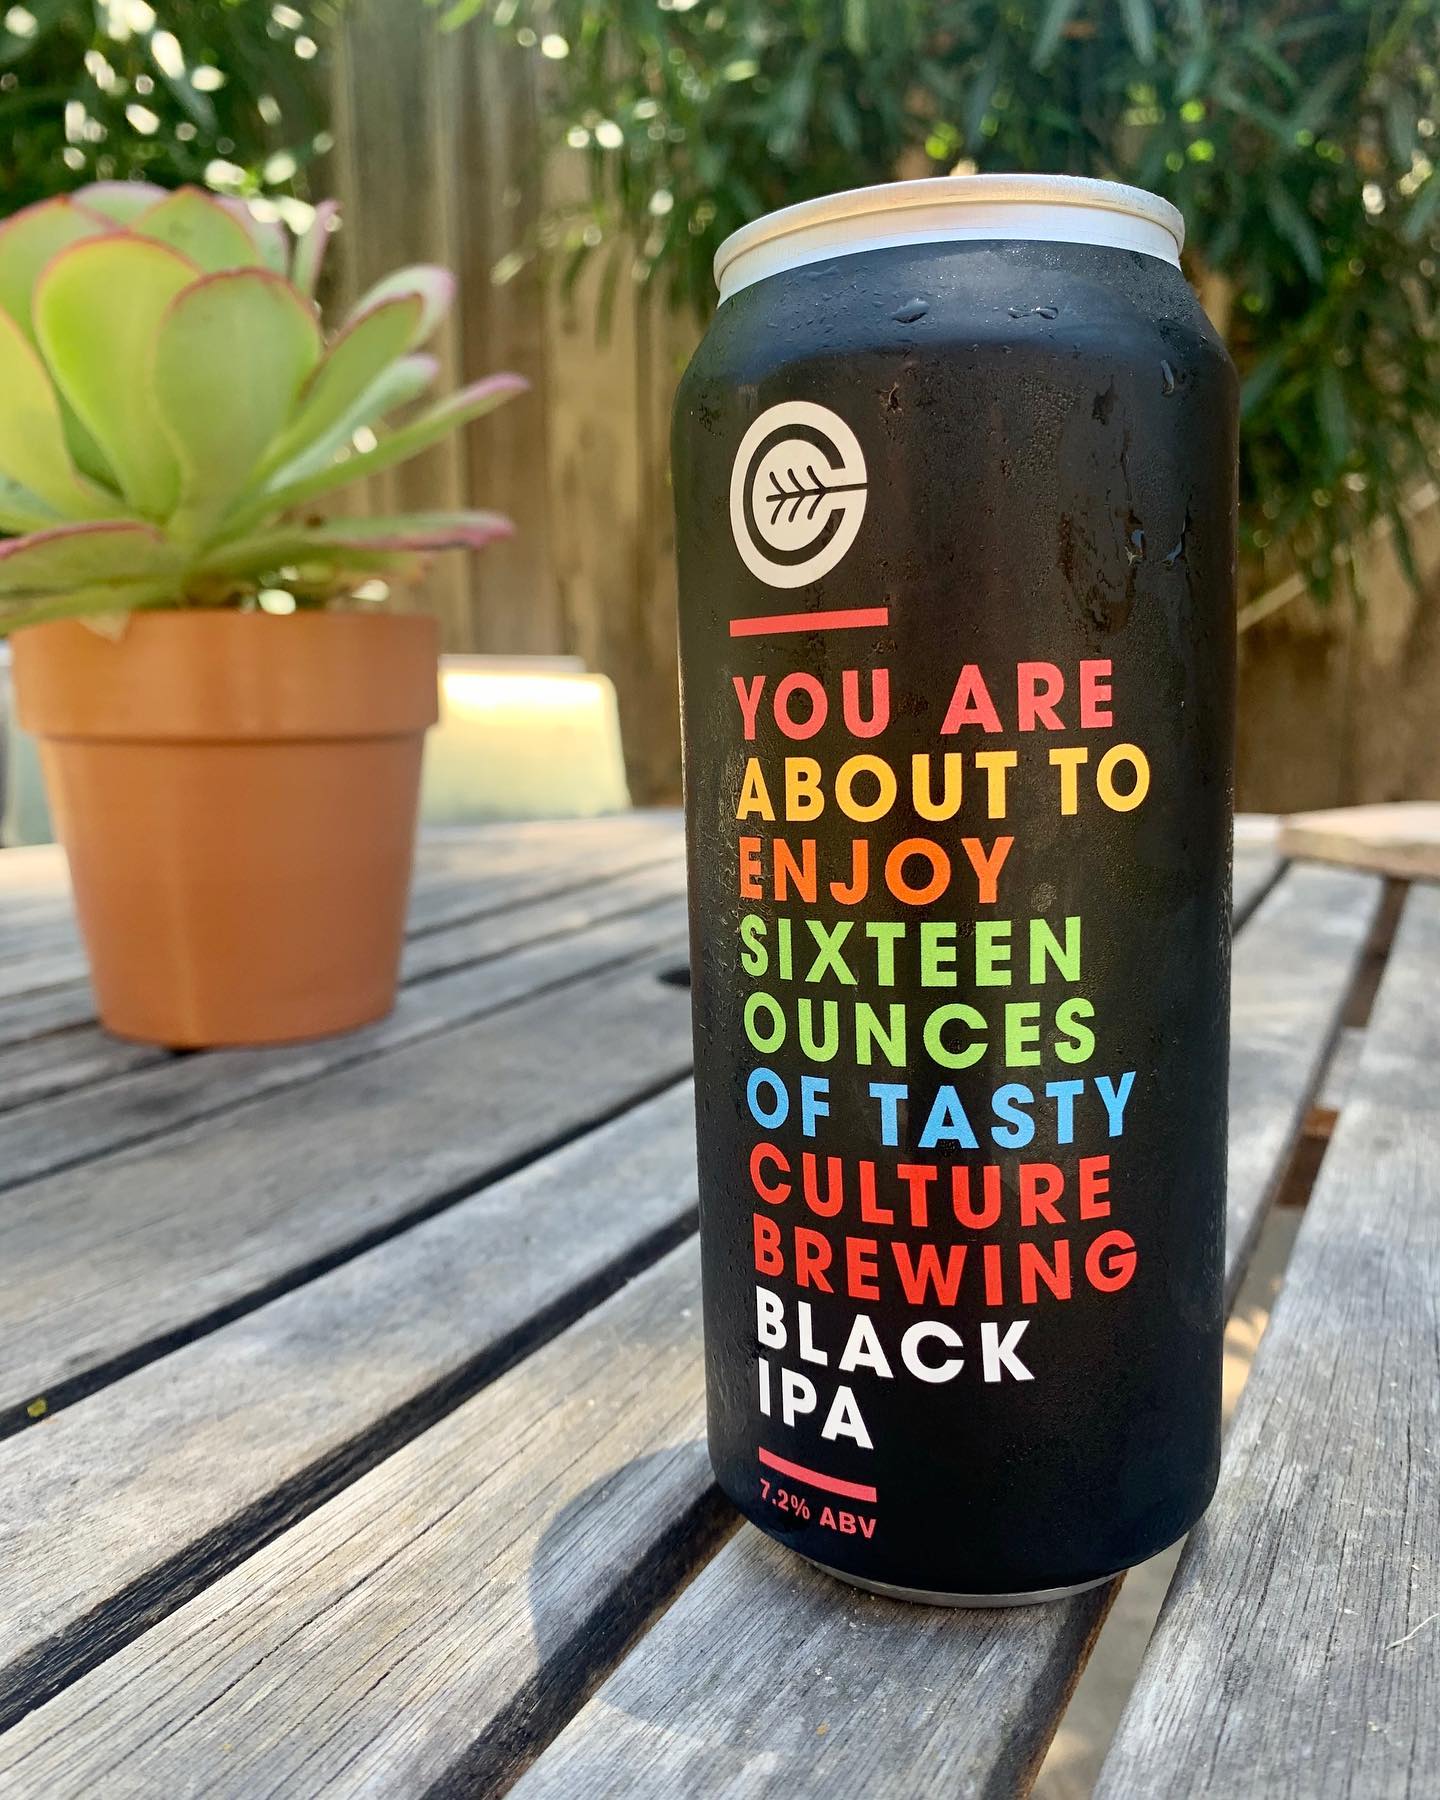 YOU ARE
ABOUT TO
ENJOY
SIXTEEN
OUNCES
OF TASTY
CULTURE
BREWING
BLACK
IPA
7.2% ABV